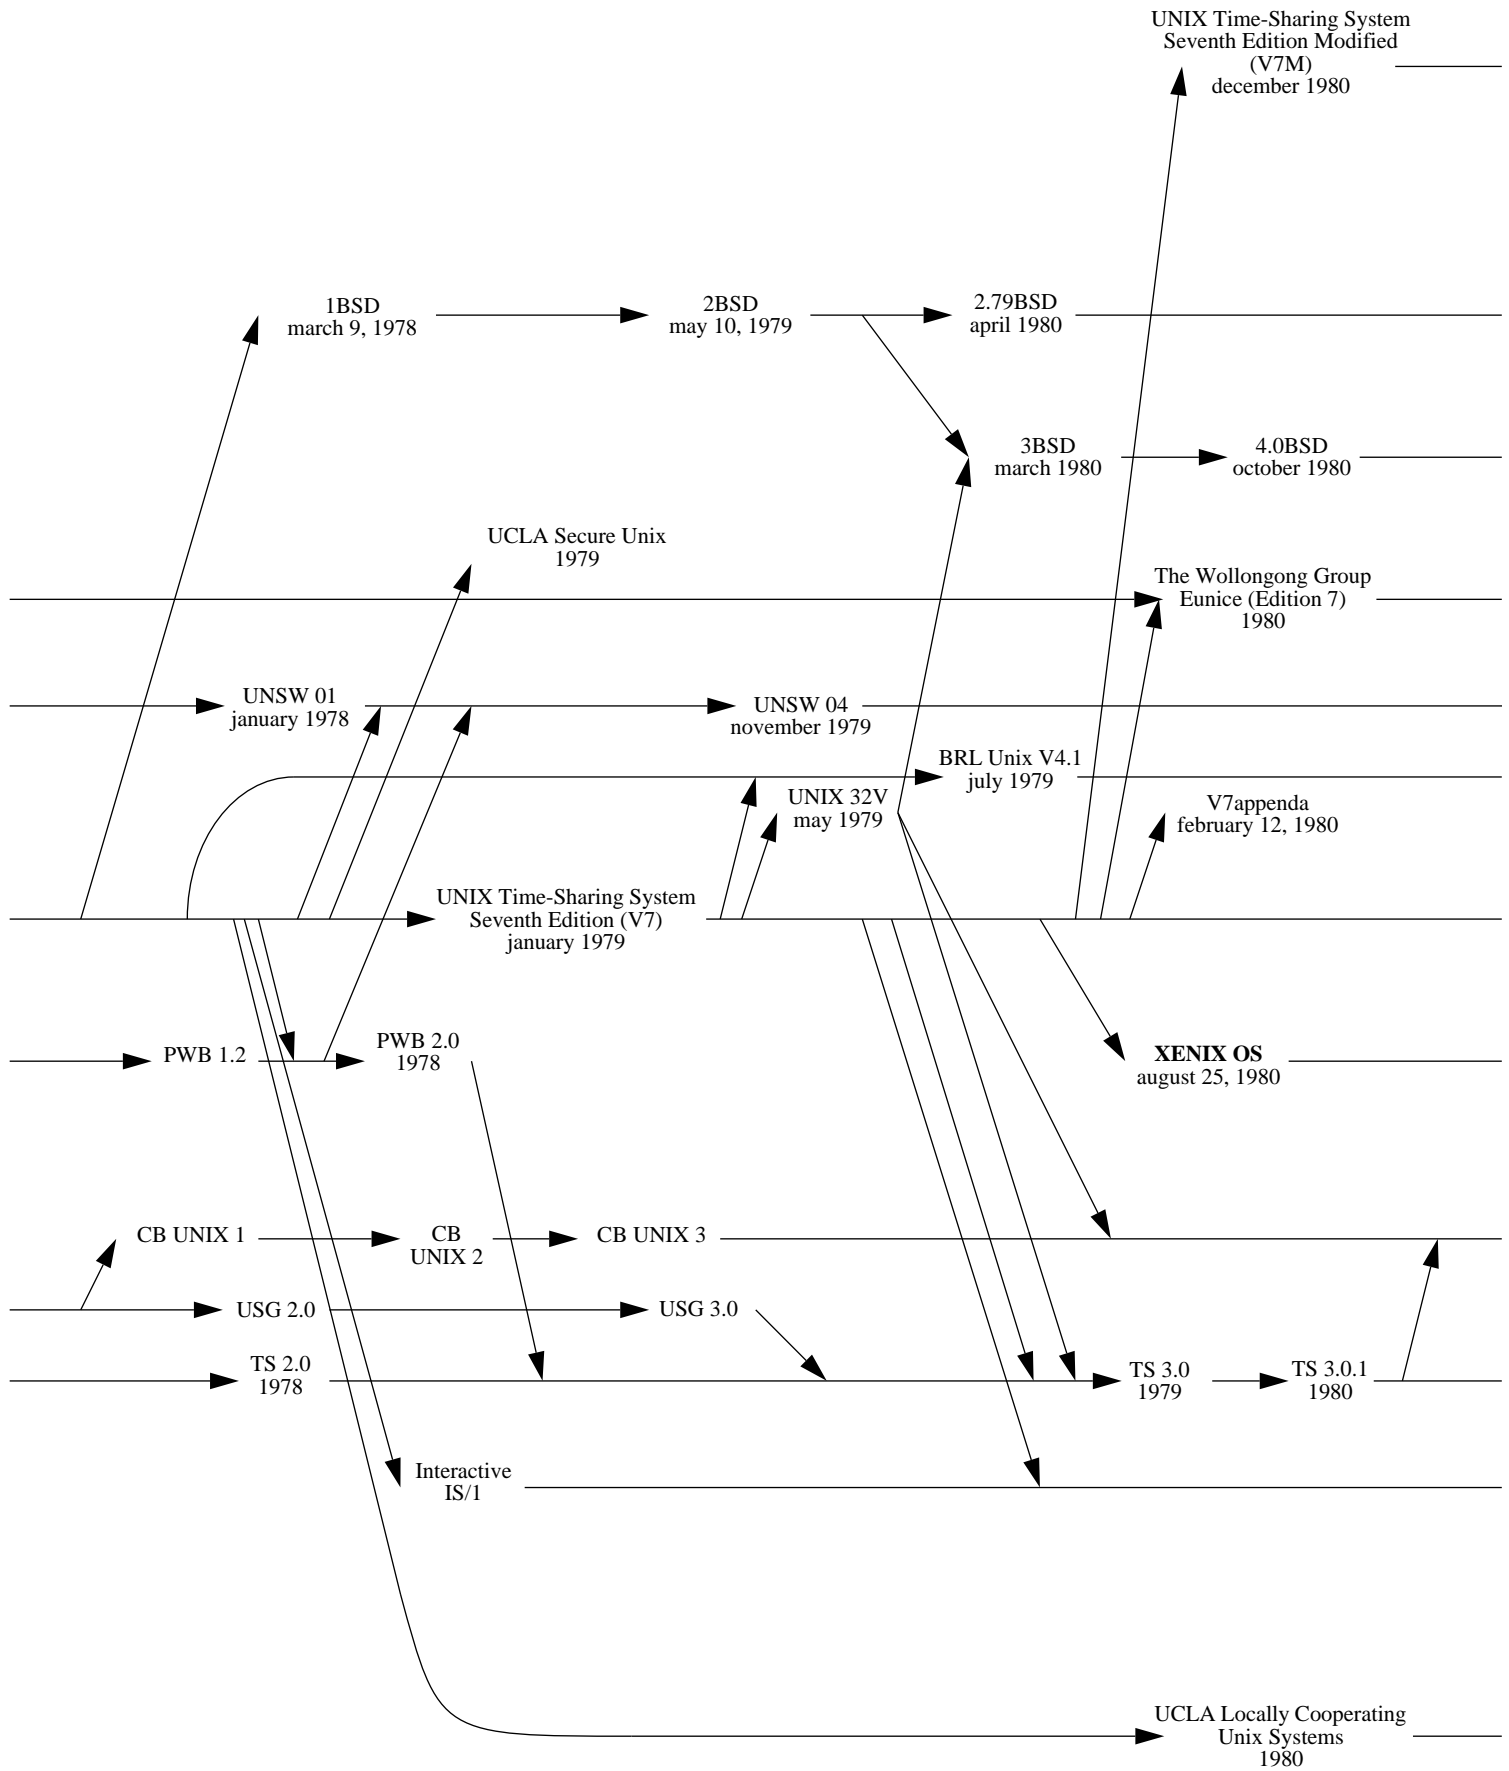 UNIX Time-Sharing System
Seventh Edition Modified
(V7M)
december 1980
1BSD
march 9, 1978
2BSD
may 10, 1979
2.79BSD
april 1980
3BSD
march 1980
4.0BSD
october 1980
UCLA Secure Unix
1979
The Wollongong Group
Eunice (Edition 7)
1980
UNSW 01
january 1978
UNSW 04
november 1979
BRL Unix V4.1
july 1979
UNIX 32V
may 1979
V7appenda
february 12, 1980
UNIX Time-Sharing System
Seventh Edition (V7)
january 1979
PWB 1.2
PWB 2.0
1978
XENIX OS
august 25, 1980
CB UNIX 1
CB
UNIX 2
CB UNIX 3
USG 2.0
USG 3.0
TS 2.0
1978
TS 3.0
1979
TS 3.0.1
1980
Interactive
IS/1
UCLA Locally Cooperating
Unix Systems
1980